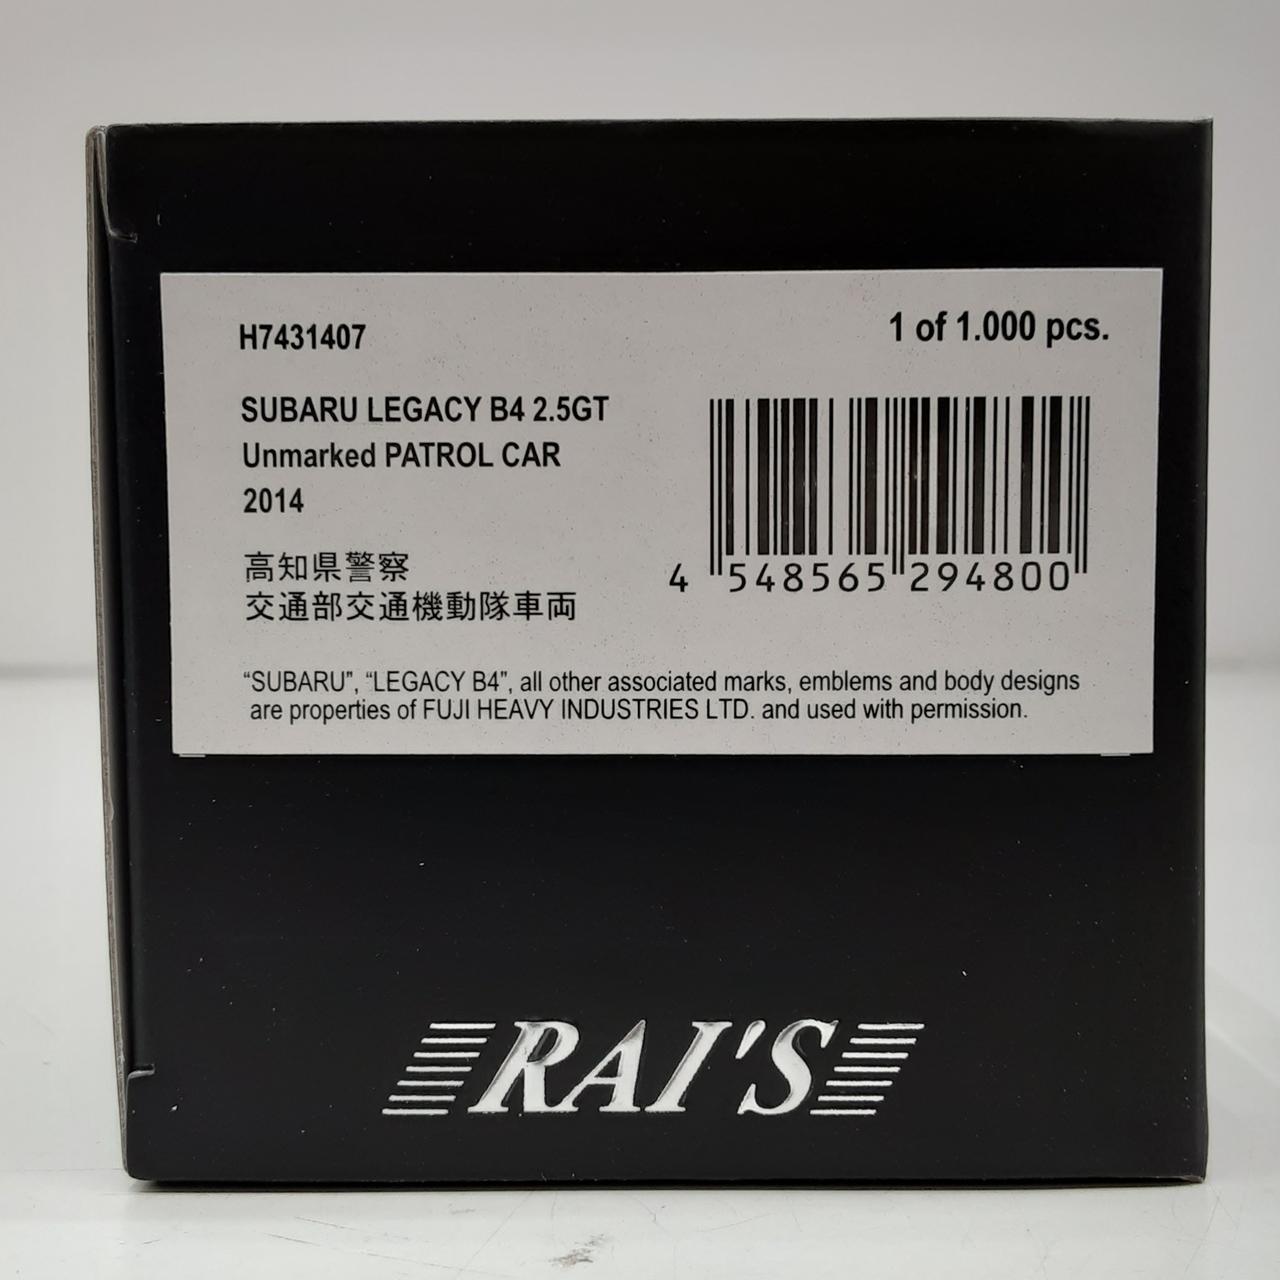 H7431407
1 of 1.000 pcs.
SUBARU LEGACY B4 2.5GT
Unmarked PATROL CAR
2014
高知県警察
交通部交通機動隊車両
4 548565 294800
“SUBARU”, “LEGACY B4”, all other associated marks, emblems and body designs
are properties of FUJI HEAVY INDUSTRIES LTD. and used with permission.
RAI'S